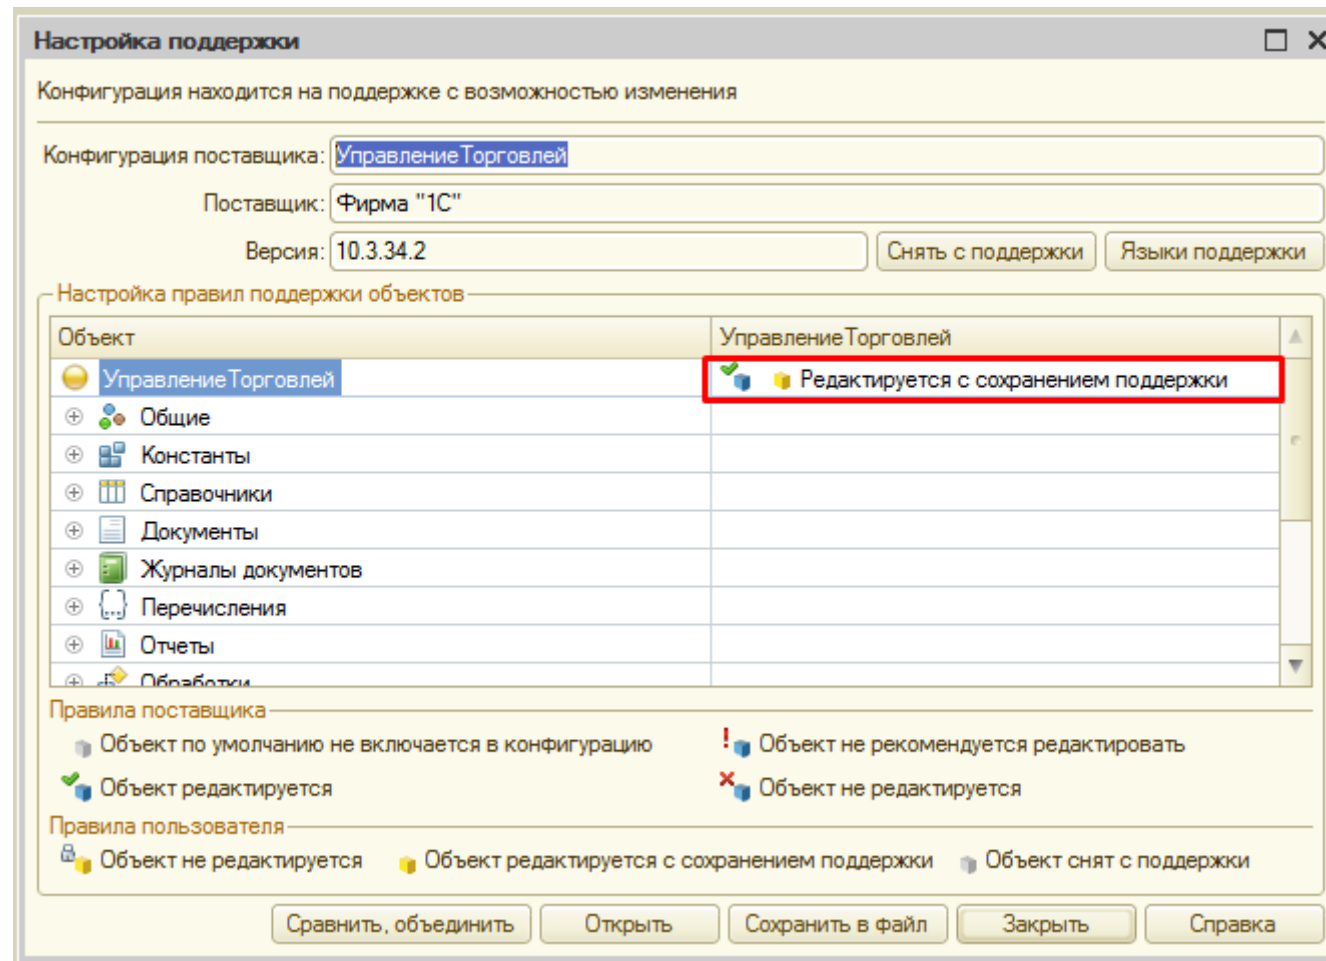 Настройка поддержки
Конфигурация находится на поддержке с возможностью изменения
Конфигурация поставщика: УправлениеТорговлей
Поставщик: Фирма "1С"
Версия: 10.3.34.2 Снять с поддержки Языки поддержки
Настройка правил поддержки объектов
Объект УправлениеТорговлей
УправлениеТорговлей Редактируется с сохранением поддержки
Общие
Константы
Справочники
Документы
Журналы документов
Перечисления
Отчеты
Обработки
Правила поставщика
Объект по умолчанию не включается в конфигурацию Объект не рекомендуется редактировать
Объект редактируется Объект не редактируется
Правила пользователя
Объект не редактируется Объект редактируется с сохранением поддержки Объект снят с поддержки
Сравнить, объединить Открыть Сохранить в файл Закрыть Справка